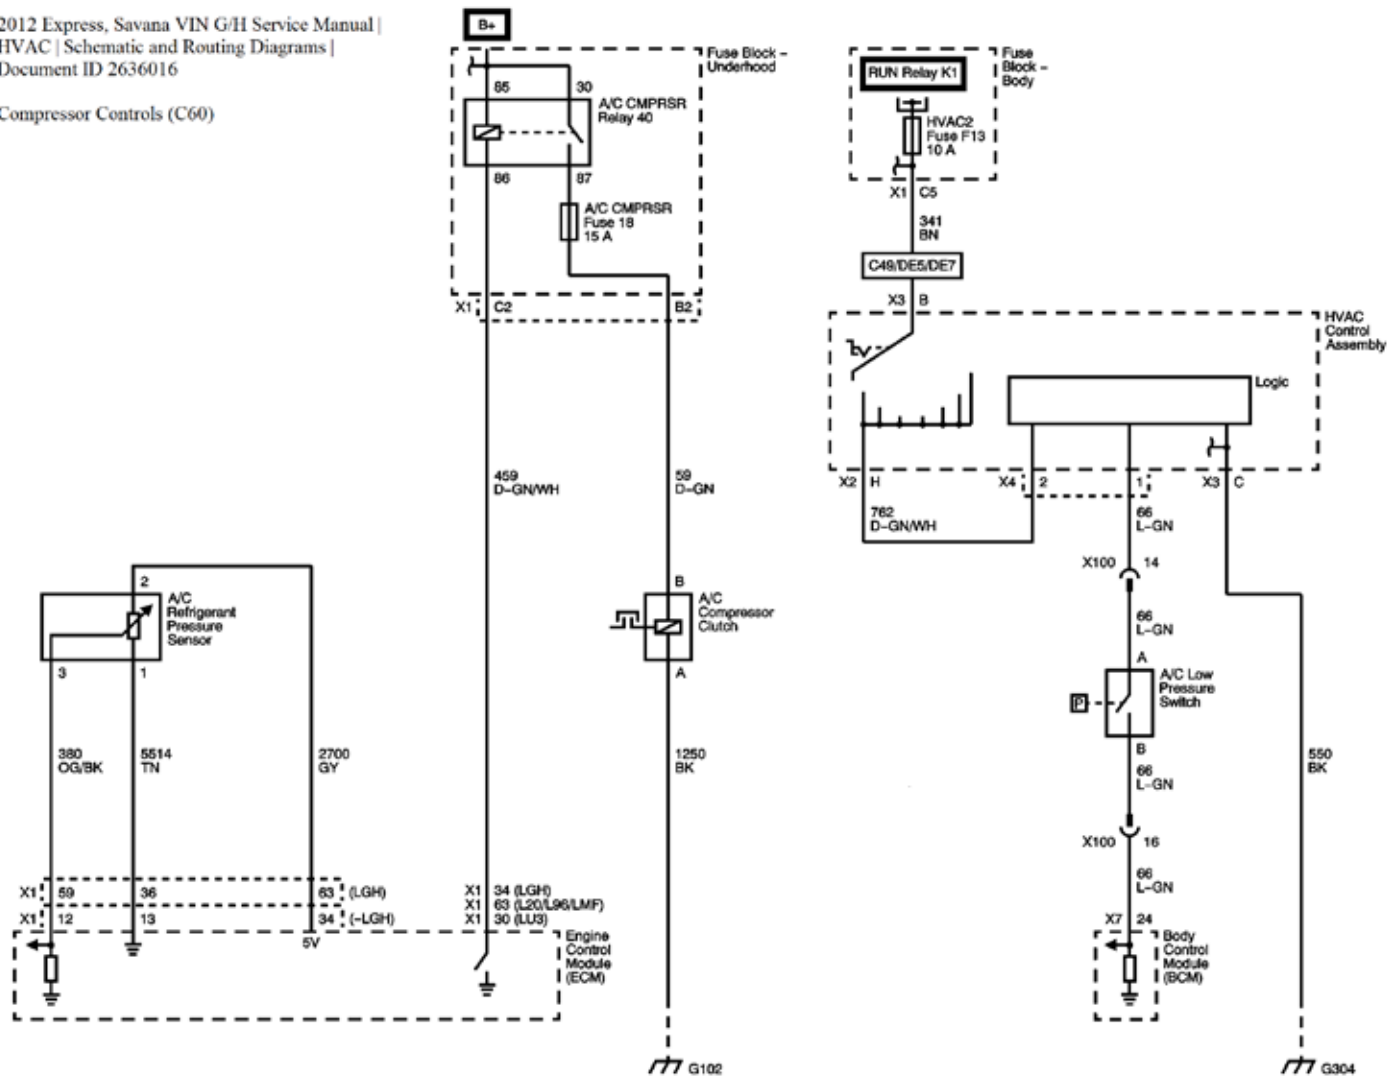 2012 Express, Savana VIN G/H Service Manual |
HVAC | Schematic and Routing Diagrams |
Document ID 2636016
Compressor Controls (C60)
B+
Fuse Block –
Underhood
85
30
A/C CMPRSR
Relay 40
86
87
A/C CMPRSR
Fuse 18
15 A
X1
C2
B2
459
D-GN/WH
59
D-GN
B
A/C
Compressor
Clutch
A
1250
BK
G102
2
A/C
Refrigerant
Pressure
Sensor
3
1
380
OG/BK
5514
TN
2700
GY
X1
59
36
63
(LGH)
X1
12
13
34
(-LGH)
5V
X1 34 (LGH)
X1 63 (L20/L96/LMF)
X1 30 (LU3)
Engine
Control
Module
(ECM)
RUN Relay K1
Fuse
Block –
Body
HVAC2
Fuse F13
10 A
X1
C5
341
BN
C49/DE5/DE7
X3
B
HVAC
Control
Assembly
Logic
X2
H
X4
2
1
X3
C
762
D-GN/WH
66
L-GN
X100
14
66
L-GN
A
A/C Low
Pressure
Switch
P
B
66
L-GN
550
BK
X100
16
66
L-GN
X7
24
Body
Control
Module
(BCM)
G304